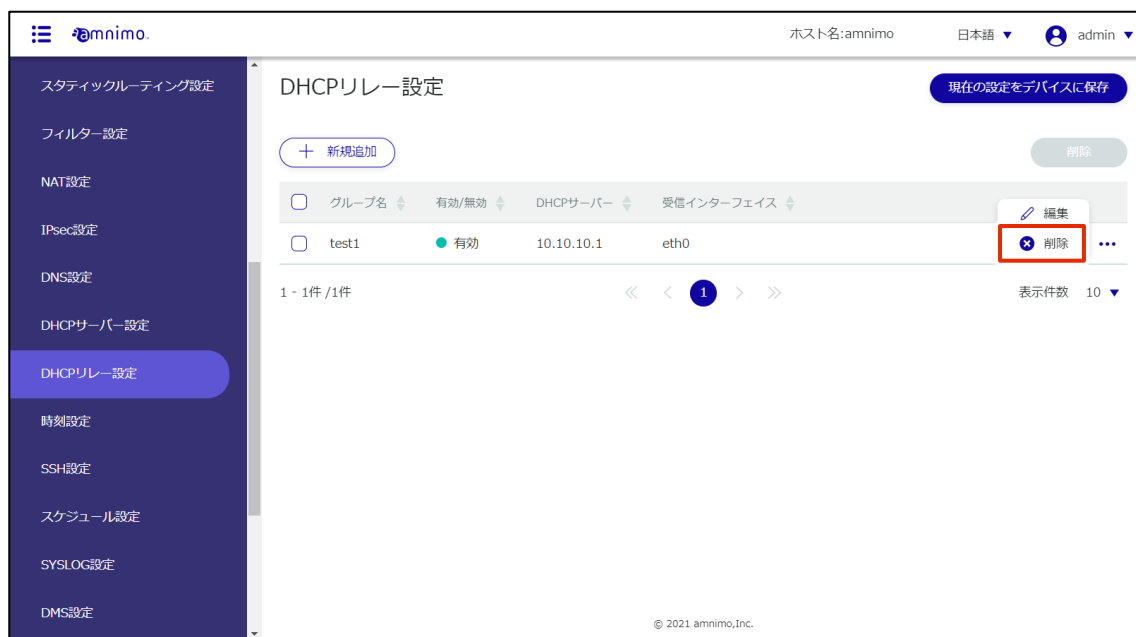 amnimo.
ホスト名:amnimo
日本語 ▼
admin ▼
スタティックルーティング設定
フィルター設定
NAT設定
IPsec設定
DNS設定
DHCPサーバー設定
DHCPリレー設定
時刻設定
SSH設定
スケジュール設定
SYSLOG設定
DMS設定
DHCPリレー設定
現在の設定をデバイスに保存
+ 新規追加
削除
グループ名 有効/無効 DHCPサーバー 受信インターフェイス
編集
test1 有効 10.10.10.1 eth0
削除
1 - 1件 /1件
1
表示件数 10 ▼
© 2021 amnimo,Inc.